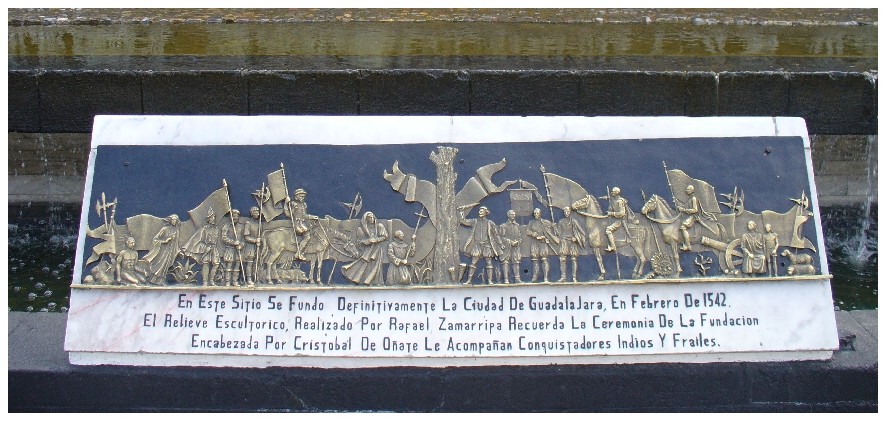 En Este Sitio Se Fundo Definitivamente La Ciudad De Guadalajara, En Febrero De 1542.
El Relieve Escultorico, Realizado Por Rafael Zamarripa Recuerda La Ceremonia De La Fundacion
Encabezada Por Cristobal De Oñate Le Acompañan Conquistadores Indios Y Frailes.